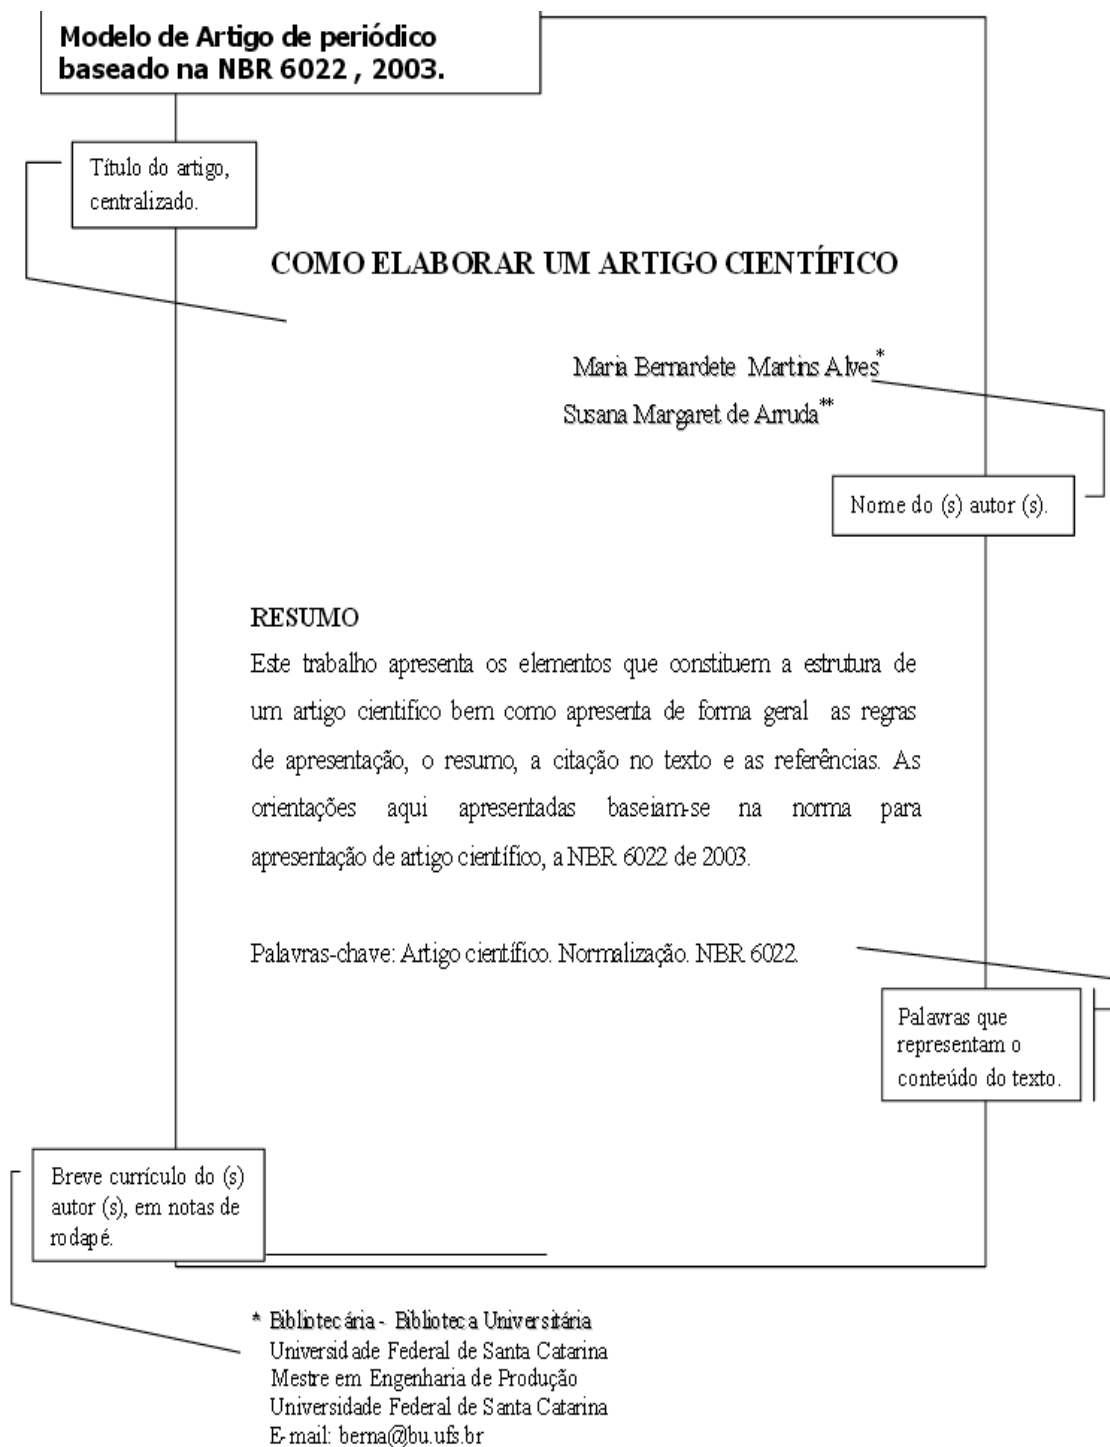 Modelo de Artigo de periódico
baseado na NBR 6022 , 2003.
Título do artigo,
centralizado.
COMO ELABORAR UM ARTIGO CIENTÍFICO
Maria Bernardete Martins Alves*
Susana Margaret de Arruda**
Nome do (s) autor (s).
RESUMO
Este trabalho apresenta os elementos que constituem a estrutura de
um artigo cientifico bem como apresenta de forma geral as regras
de apresentação, o resumo, a citação no texto e as referências. As
orientações aqui apresentadas baseiam-se na norma para
apresentação de artigo científico, a NBR 6022 de 2003.
Palavras-chave: Artigo científico. Normalização. NBR 6022.
Palavras que
representam o
conteúdo do texto.
Breve currículo do (s)
autor (s), em notas de
rodapé.
* Bibliotecária - Biblioteca Universitária
Universidade Federal de Santa Catarina
Mestre em Engenharia de Produção
Universidade Federal de Santa Catarina
E-mail: berna@bu.ufs.br